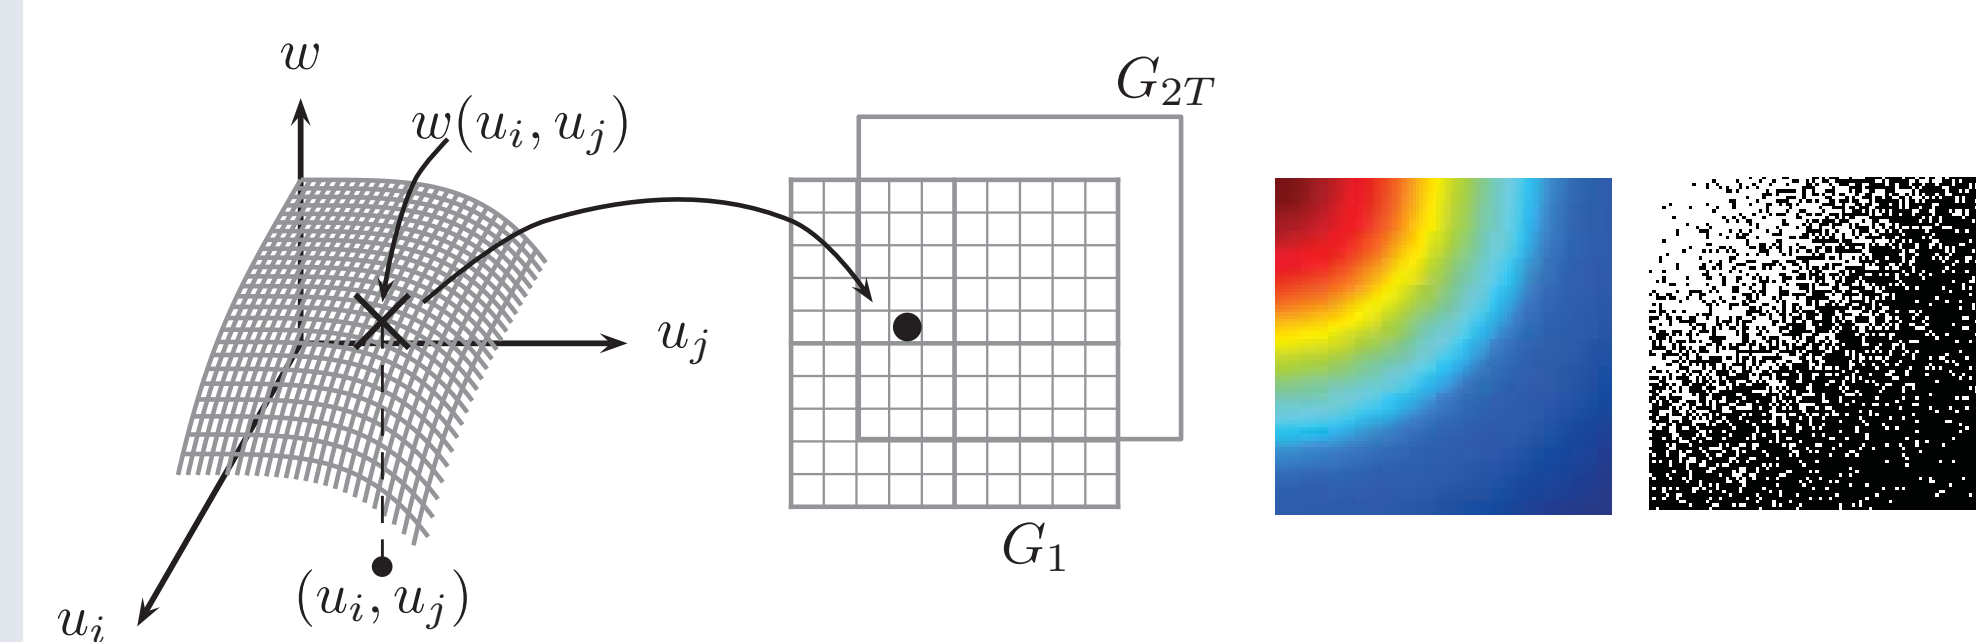 w
w(u_i, u_j)
G_{2T}
u_j
G_1
(u_i, u_j)
u_i